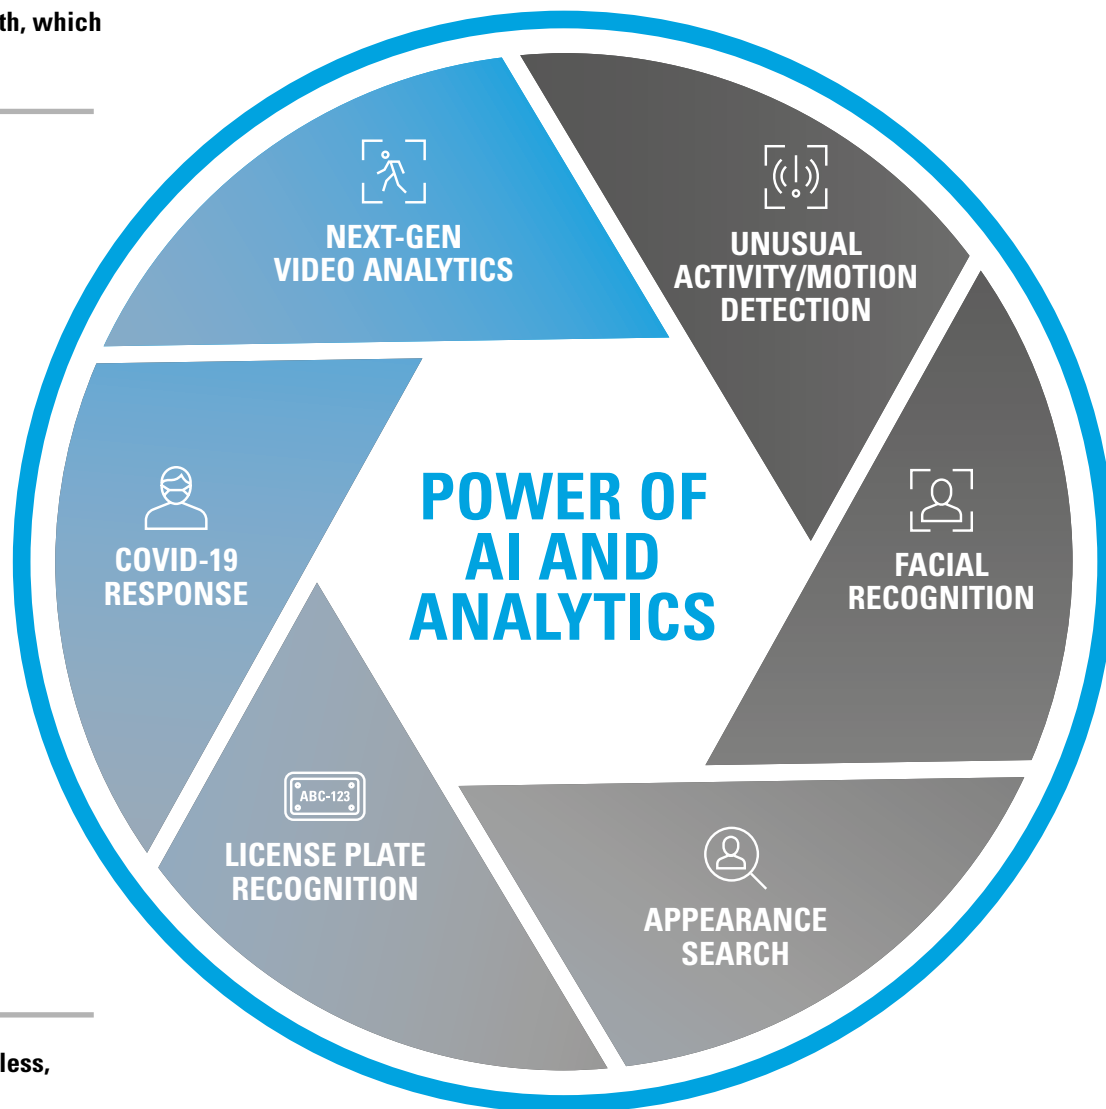 th, which
NEXT-GEN
VIDEO ANALYTICS
UNUSUAL
ACTIVITY/MOTION
DETECTION
COVID-19
RESPONSE
POWER OF
AI AND
ANALYTICS
FACIAL
RECOGNITION
ABC-123
LICENSE PLATE
RECOGNITION
APPEARANCE
SEARCH
less,